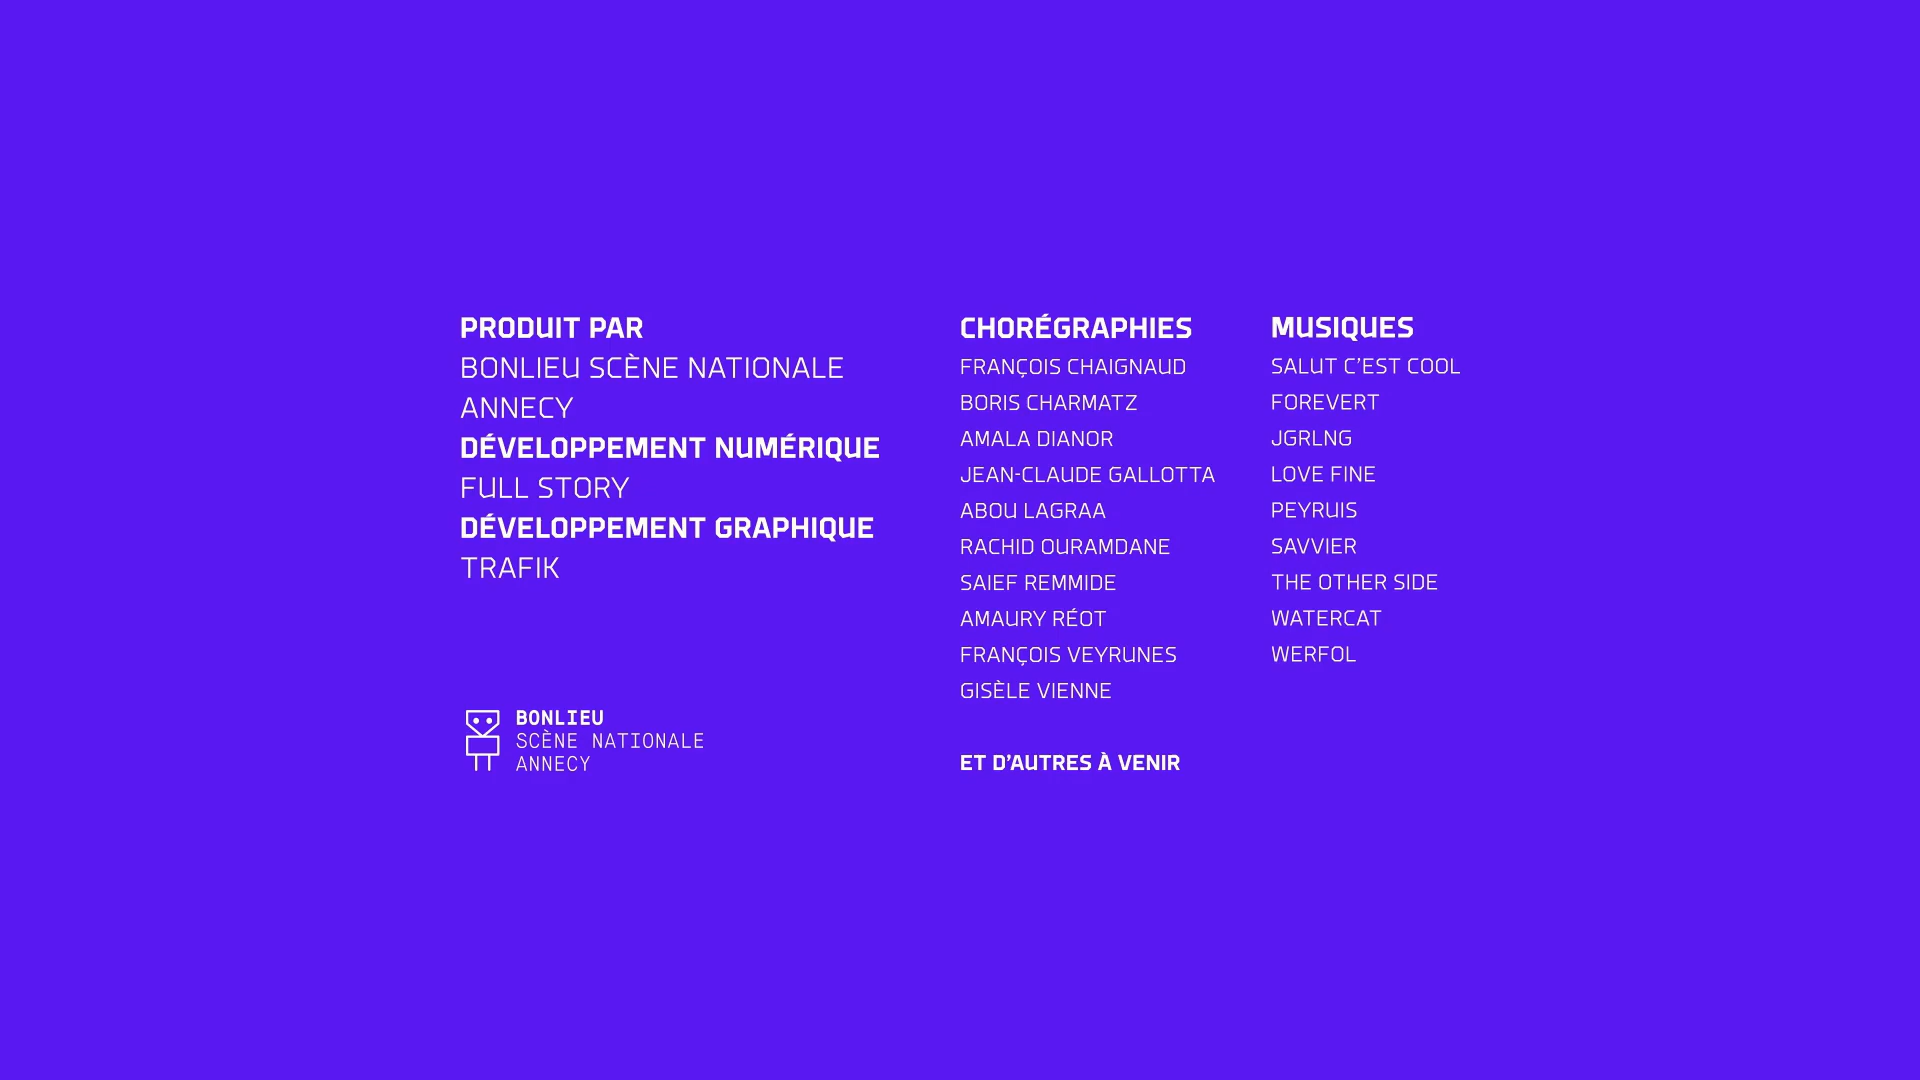 PRODUIT PAR
BONLIEU SCÈNE NATIONALE
ANNECY
DÉVELOPPEMENT NUMÉRIQUE
FULL STORY
DÉVELOPPEMENT GRAPHIQUE
TRAFIK
BONLIEU
SCÈNE NATIONALE
ANNECY
CHORÉGRAPHIES
FRANÇOIS CHAIGNAUD
BORIS CHARMATZ
AMALA DIANOR
JEAN-CLAUDE GALLOTTA
ABOU LAGRAA
RACHID OURAMDANE
SAIEF REMMIDE
AMAURY RÉOT
FRANÇOIS VEYRUNES
GISÈLE VIENNE
ET D’AUTRES À VENIR
MUSIQUES
SALUT C’EST COOL
FOREVERT
JGRLNG
LOVE FINE
PEYRUIS
SAVVIER
THE OTHER SIDE
WATERCAT
WERFOL